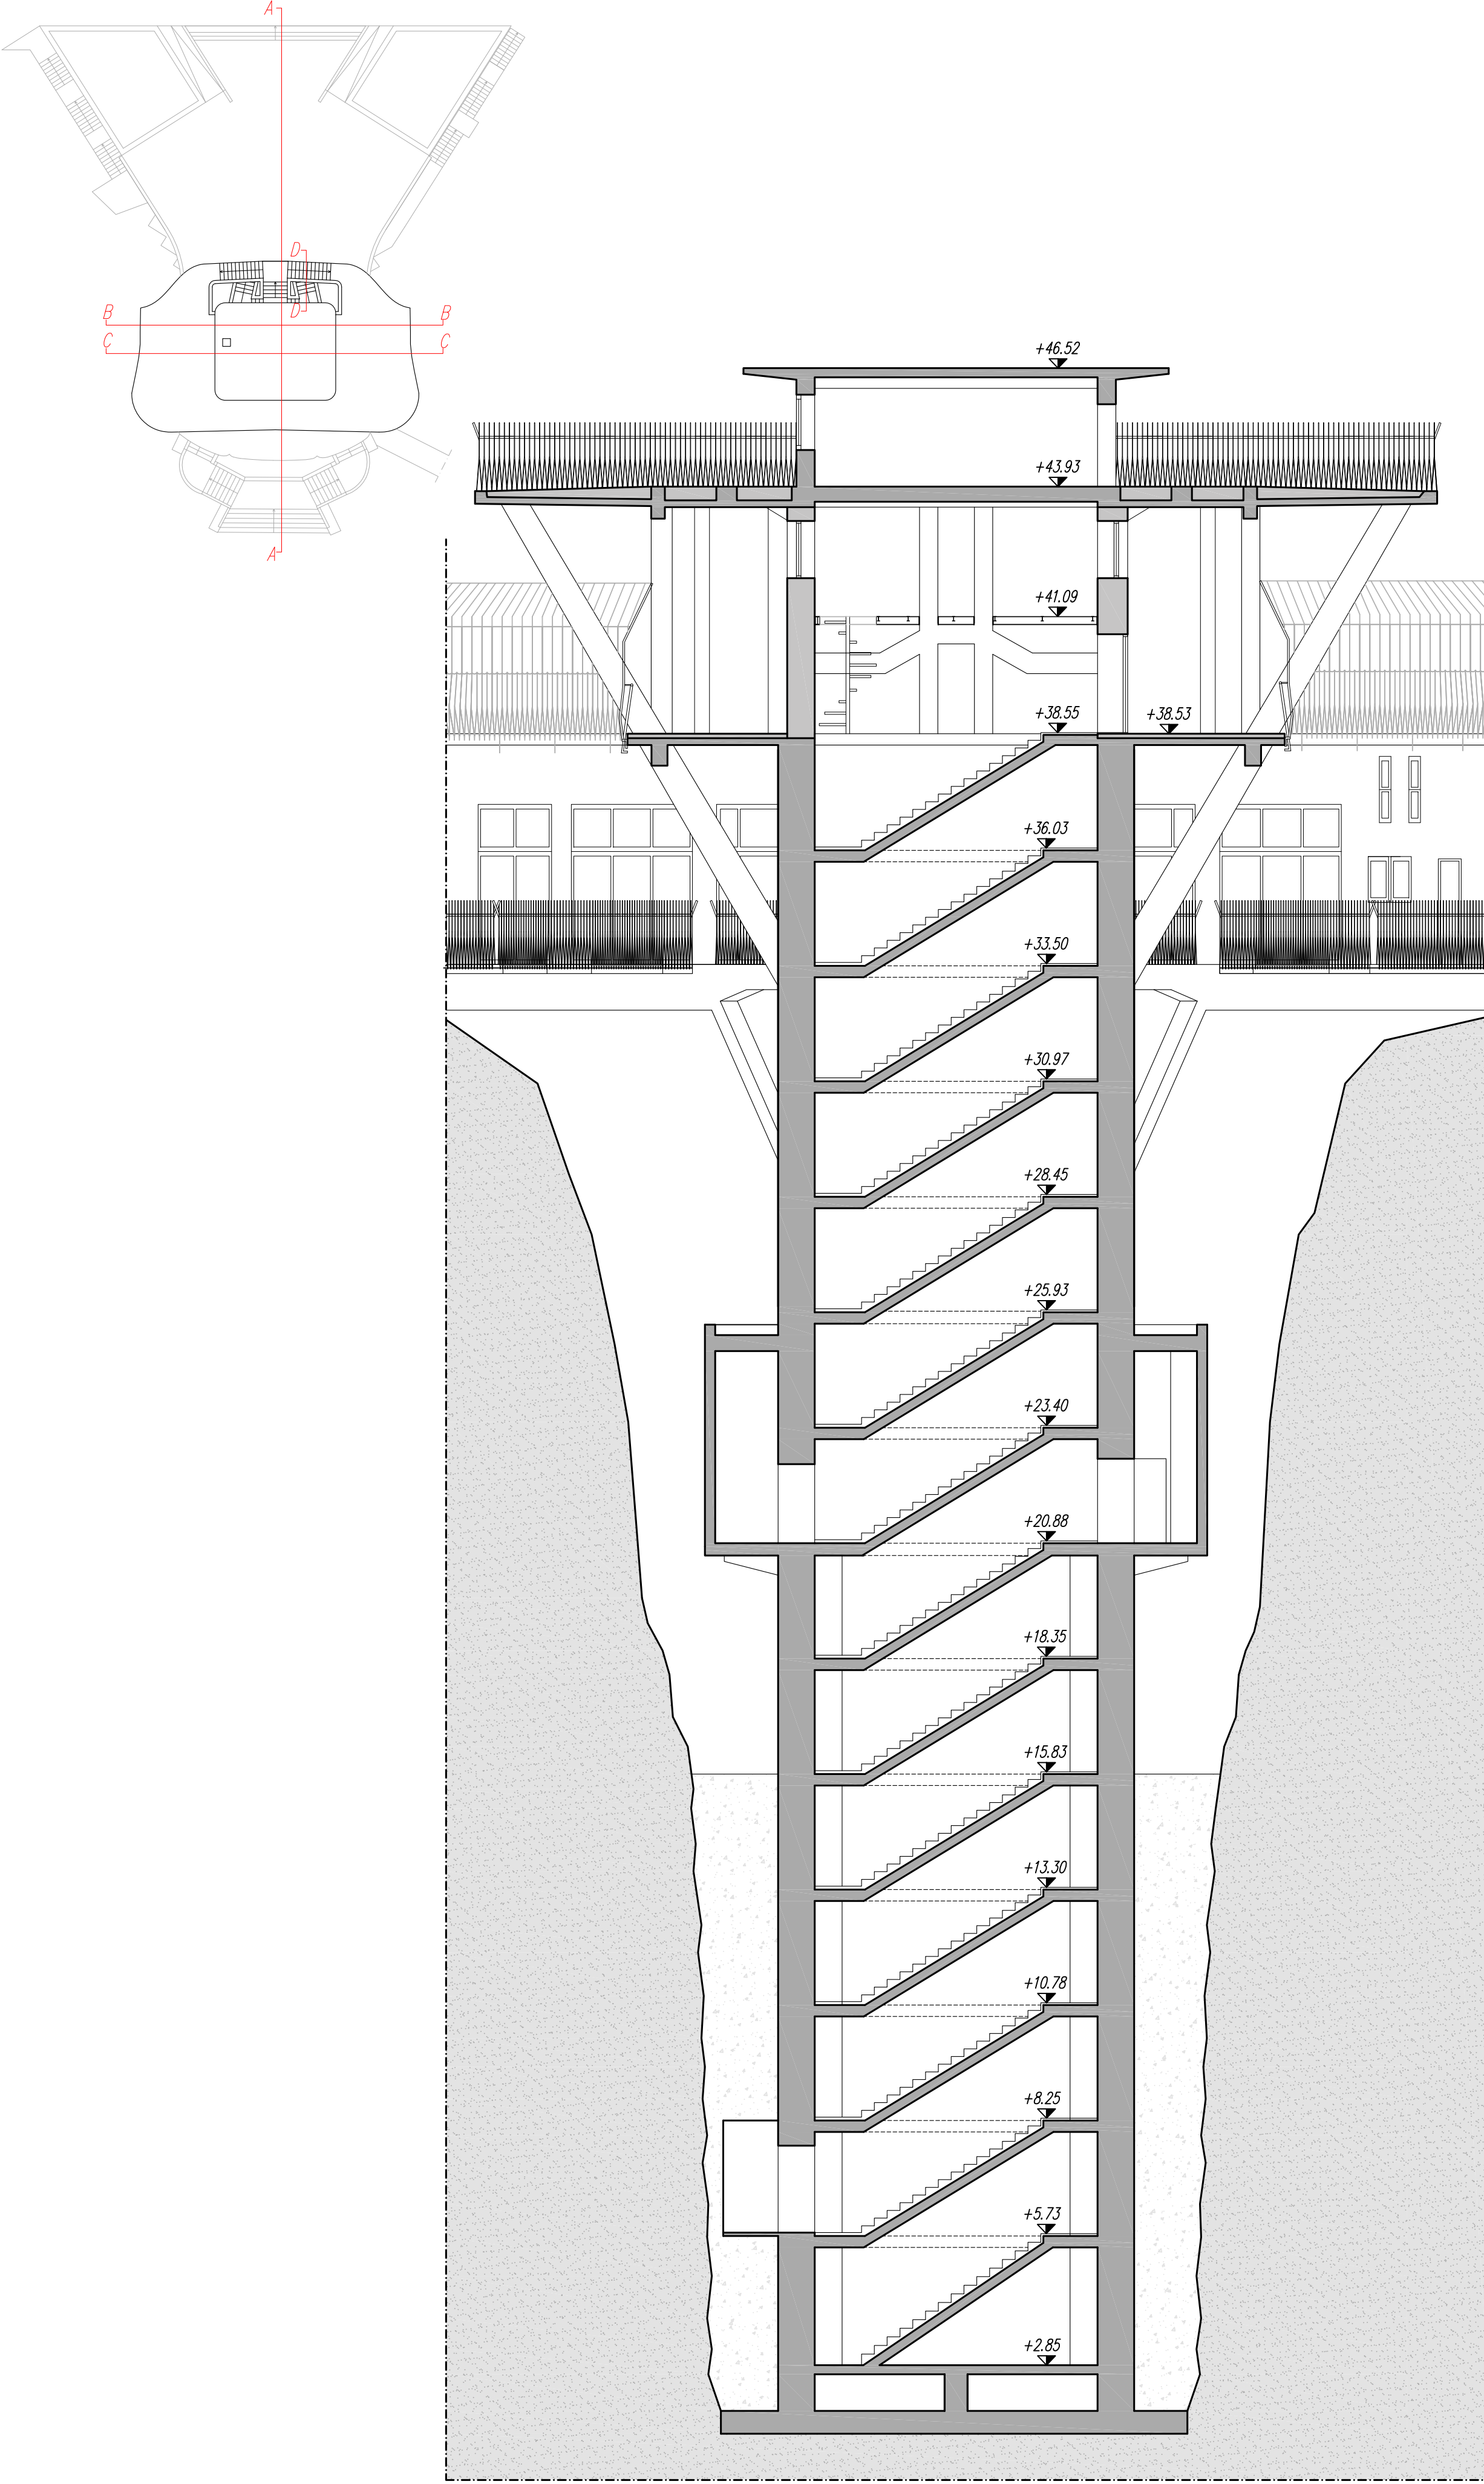 A
D
D
B
B
C
C
A
+46.52
+43.93
+41.09
+38.55
+38.53
+36.03
+33.50
+30.97
+28.45
+25.93
+23.40
+20.88
+18.35
+15.83
+13.30
+10.78
+8.25
+5.73
+2.85